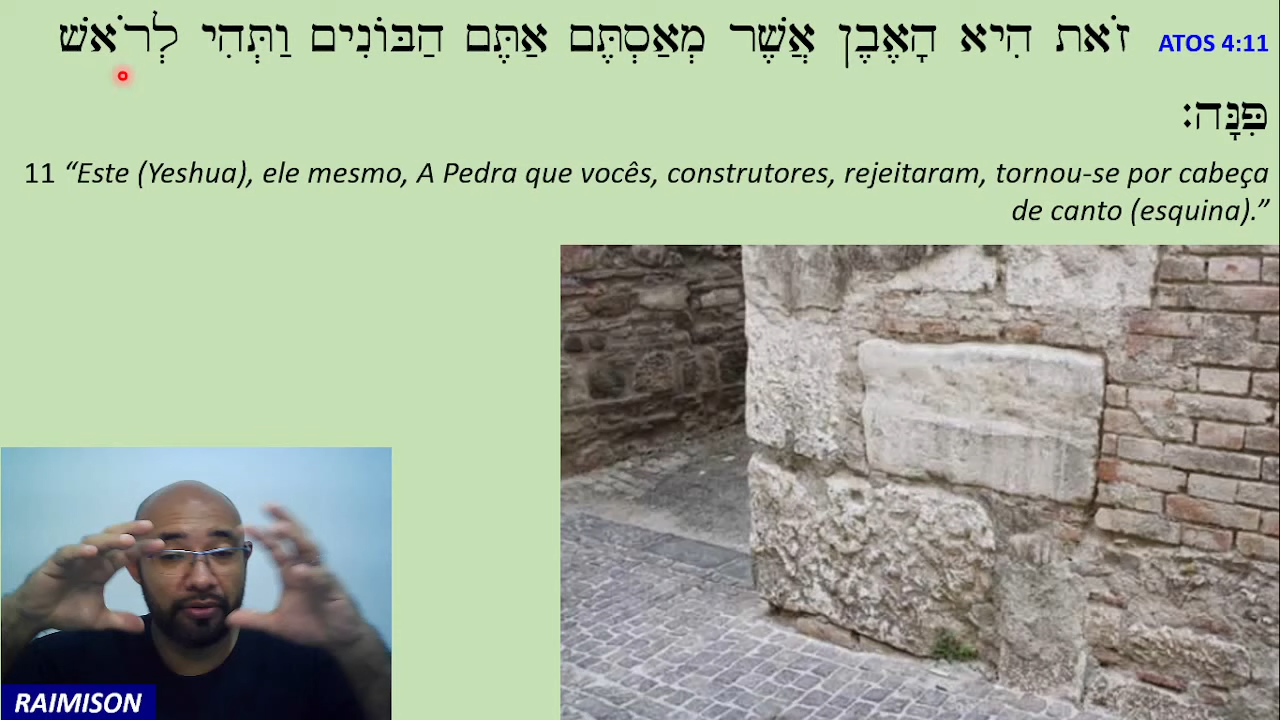 ATOS 4:11 זֹאת הִיא הָאֶבֶן אֲשֶׁר מְאַסְתֶּם אַתֶּם הַבּוֹנִים וַתְּהִי לְרֹאשׁ
פִּנָּה׃
11 “Este (Yeshua), ele mesmo, A Pedra que vocês, construtores, rejeitaram, tornou-se por cabeça
de canto (esquina).”
RAIMISON